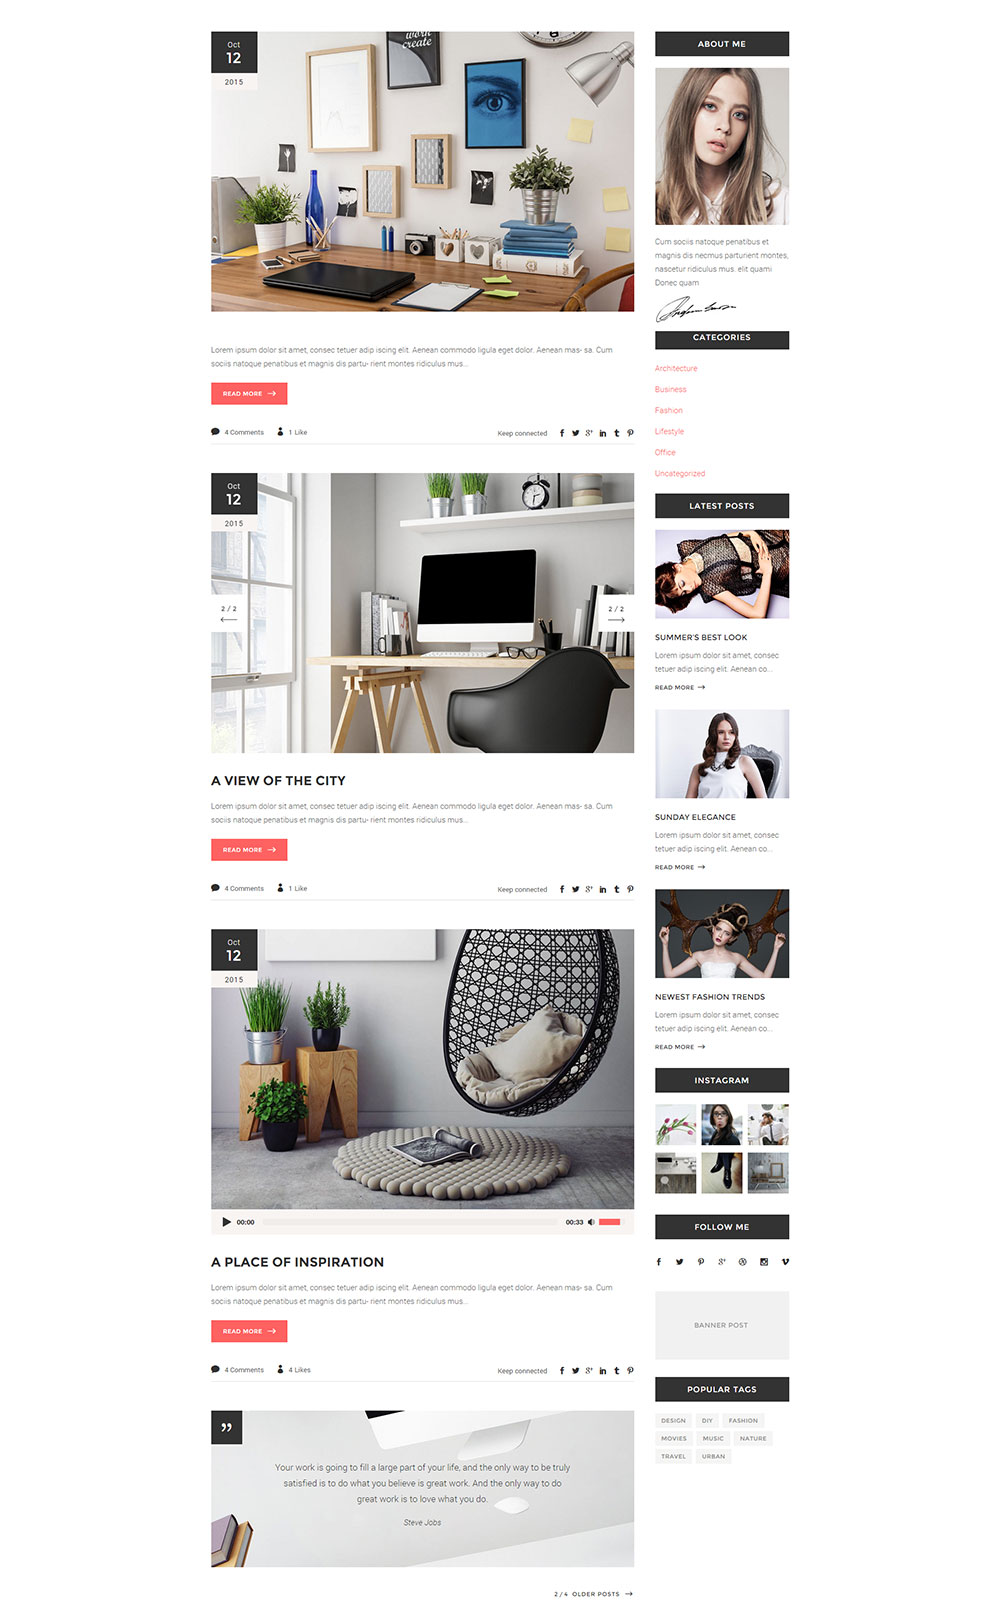 Oct
12
2015
work
create
Lorem ipsum dolor sit amet, consec tetuer adip iscing elit. Aenean commodo ligula eget dolor. Aenean mas- sa. Cum
sociis natoque penatibus et magnis dis partu- rient montes ridiculus mus...
READ MORE
4 Comments
1 Like
Keep connected
Oct
12
2015
2 / 2
2 / 2
A VIEW OF THE CITY
Lorem ipsum dolor sit amet, consec tetuer adip iscing elit. Aenean commodo ligula eget dolor. Aenean mas- sa. Cum
sociis natoque penatibus et magnis dis partu- rient montes ridiculus mus...
READ MORE
4 Comments
1 Like
Keep connected
Oct
12
2015
00:00
00:33
A PLACE OF INSPIRATION
Lorem ipsum dolor sit amet, consec tetuer adip iscing elit. Aenean commodo ligula eget dolor. Aenean mas- sa. Cum
sociis natoque penatibus et magnis dis partu- rient montes ridiculus mus...
READ MORE
4 Comments
4 Likes
Keep connected
”
Your work is going to fill a large part of your life, and the only way to be truly
satisfied is to do what you believe is great work. And the only way to do
great work is to love what you do.
Steve Jobs
2 / 4 OLDER POSTS
ABOUT ME
Cum sociis natoque penatibus et
magnis dis necmus parturient montes,
nascetur ridiculus mus. elit quami
Donec quam
CATEGORIES
Architecture
Business
Fashion
Lifestyle
Office
Uncategorized
LATEST POSTS
SUMMER'S BEST LOOK
Lorem ipsum dolor sit amet, consec
tetuer adip iscing elit. Aenean co...
READ MORE
SUNDAY ELEGANCE
Lorem ipsum dolor sit amet, consec
tetuer adip iscing elit. Aenean co...
READ MORE
NEWEST FASHION TRENDS
Lorem ipsum dolor sit amet, consec
tetuer adip iscing elit. Aenean co...
READ MORE
INSTAGRAM
FOLLOW ME
BANNER POST
POPULAR TAGS
DESIGN DIY FASHION
MOVIES MUSIC NATURE
TRAVEL URBAN